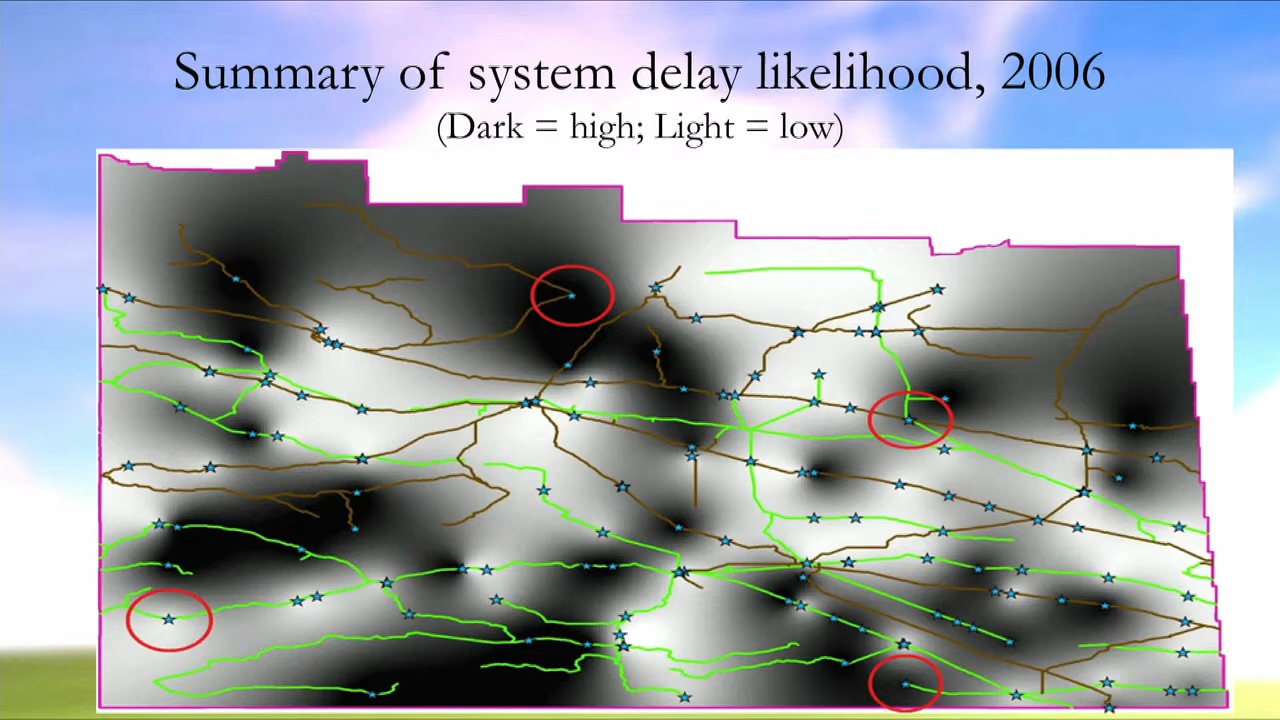 Summary of system delay likelihood, 2006
(Dark = high; Light = low)